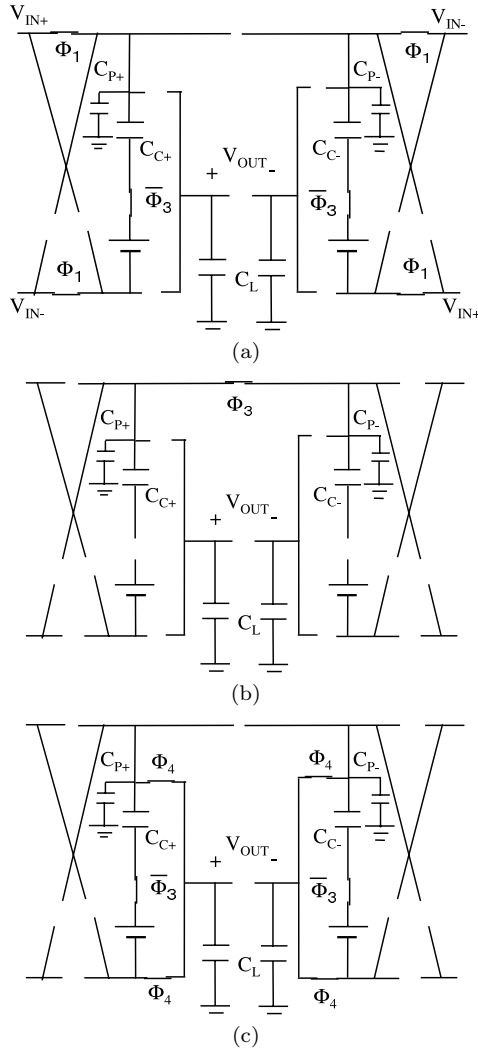 V_IN+ Φ_1 Φ_1 V_IN-
C_P+ C_P-
C_C+ C_C-
+ V_OUT -
Φ̅_3 Φ̅_3
Φ_1 C_L Φ_1
V_IN- V_IN+
(a)
Φ_3
C_P+ C_P-
C_C+ C_C-
+ V_OUT -
C_L
(b)
C_P+ Φ_4 Φ_4 C_P-
C_C+ C_C-
+ V_OUT -
Φ̅_3 Φ̅_3
C_L
Φ_4 Φ_4
(c)